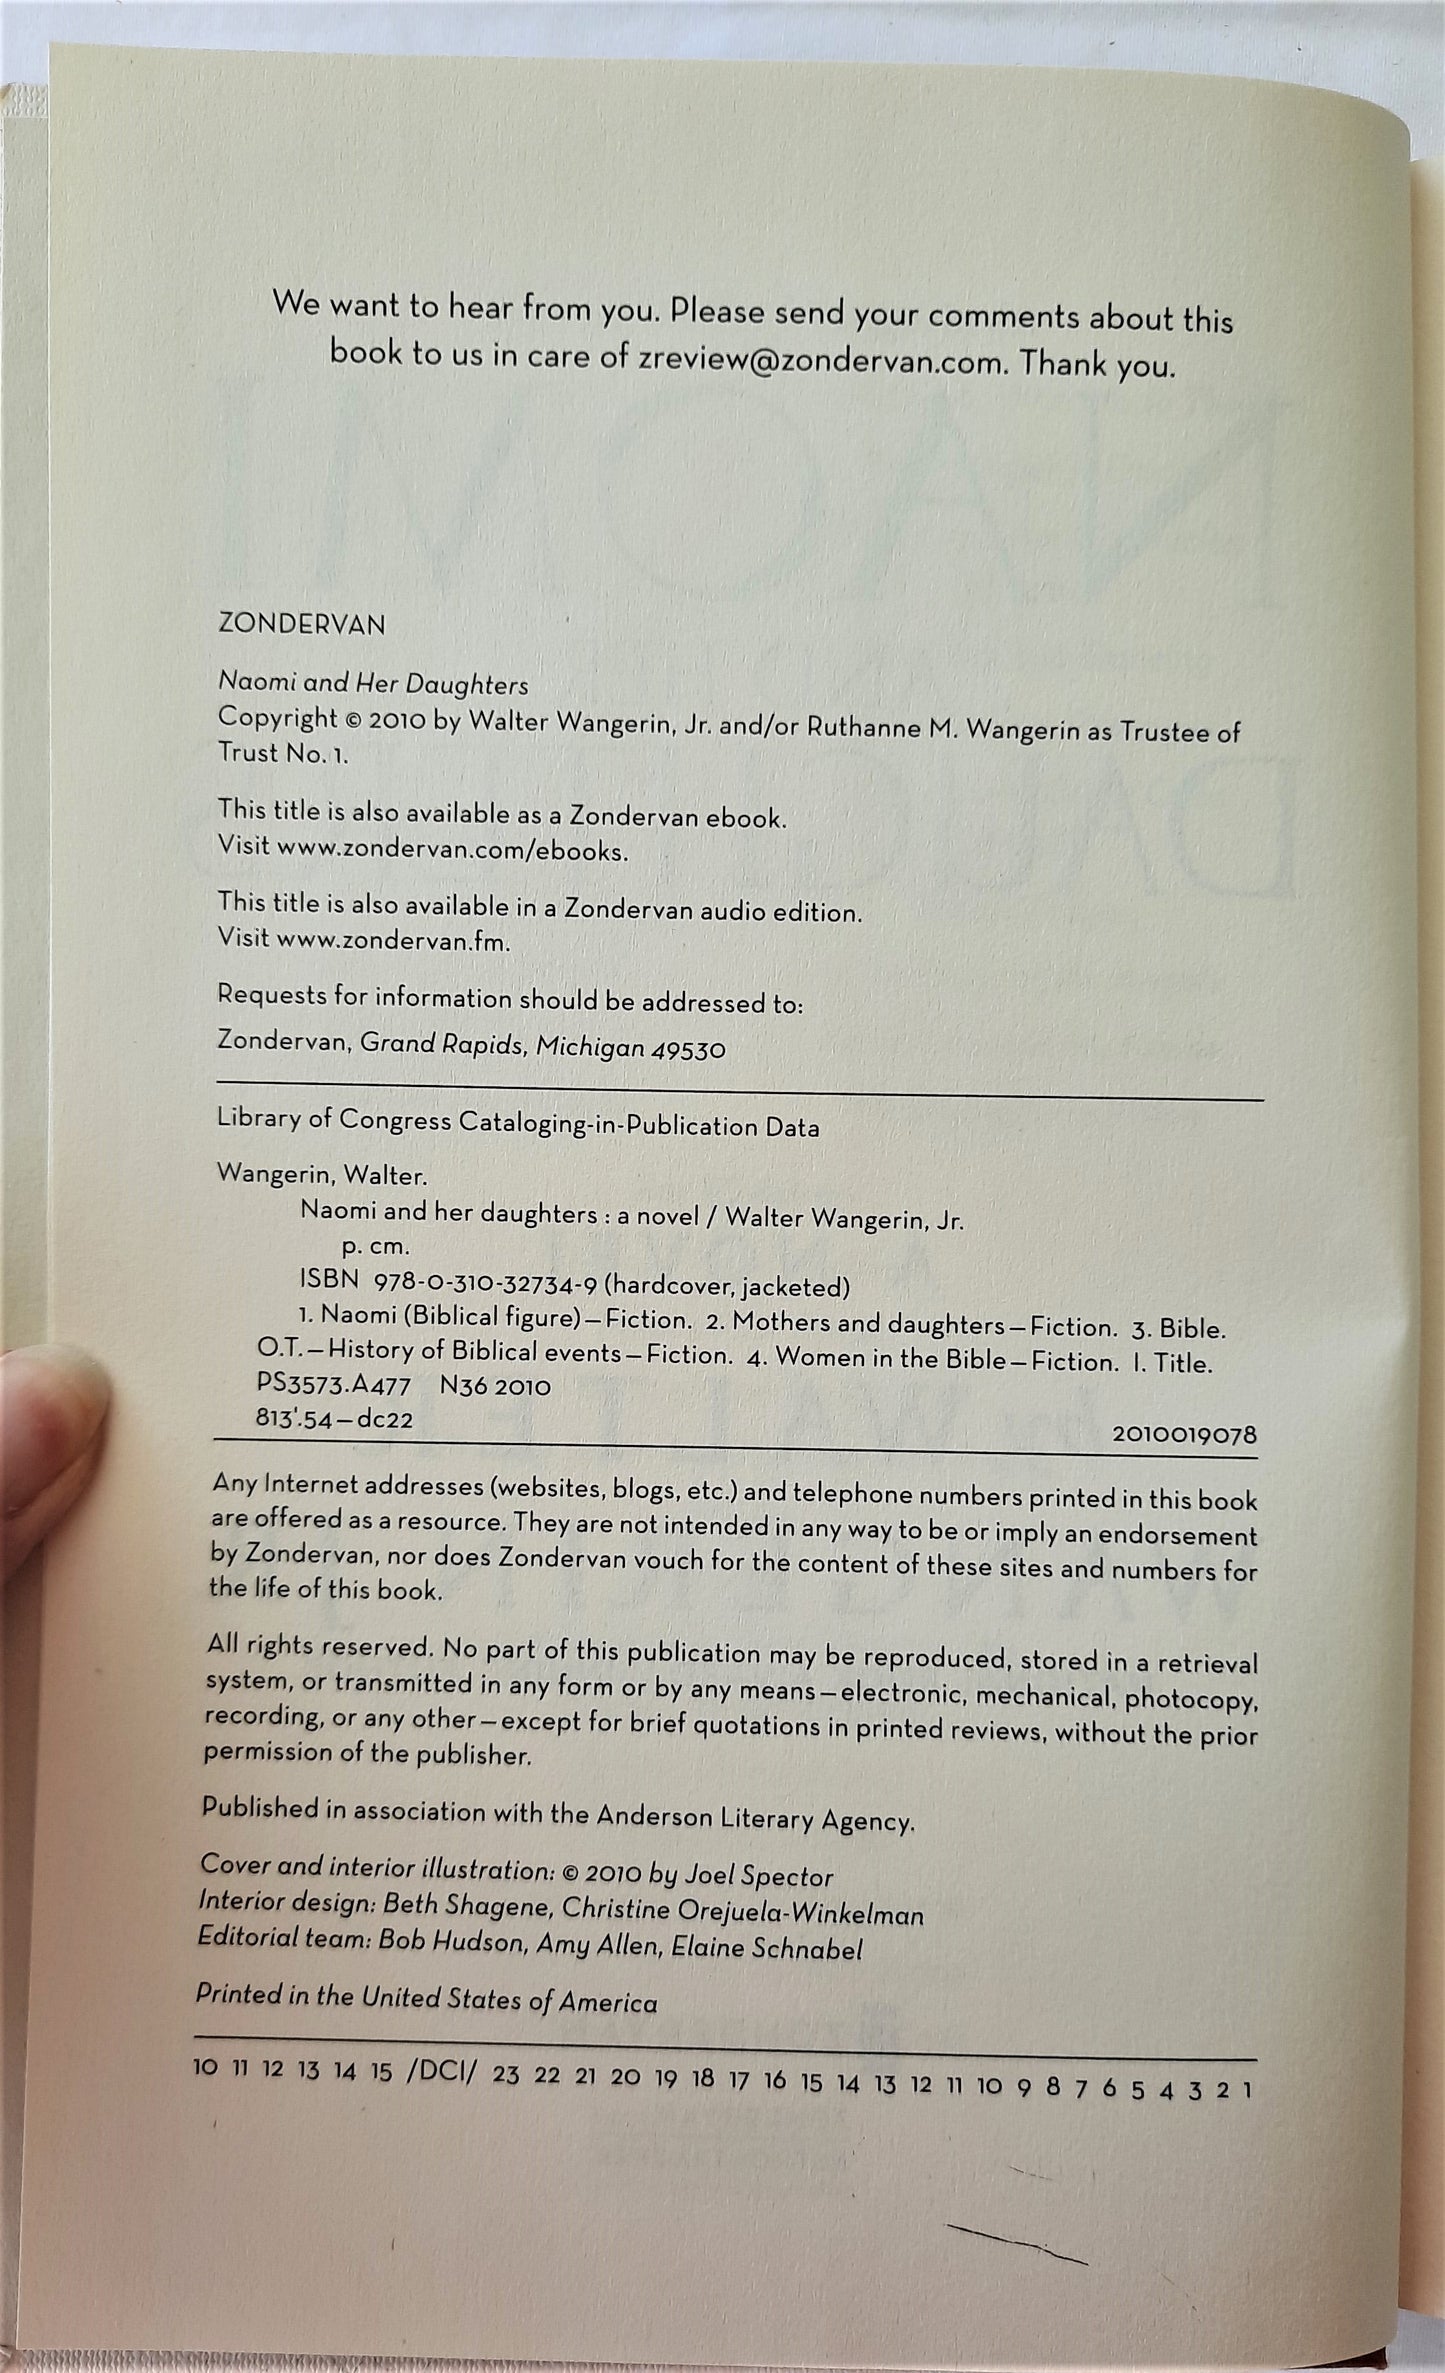 We want to hear from you. Please send your comments about this
book to us in care of zreview@zondervan.com. Thank you.
ZONDERVAN
Naomi and Her Daughters
Copyright © 2010 by Walter Wangerin, Jr. and/or Ruthanne M. Wangerin as Trustee of
Trust No. 1.
This title is also available as a Zondervan ebook.
Visit www.zondervan.com/ebooks.
This title is also available in a Zondervan audio edition.
Visit www.zondervan.fm.
Requests for information should be addressed to:
Zondervan, Grand Rapids, Michigan 49530
Library of Congress Cataloging-in-Publication Data
Wangerin, Walter.
Naomi and her daughters : a novel / Walter Wangerin, Jr.
p. cm.
ISBN 978-0-310-32734-9 (hardcover, jacketed)
1. Naomi (Biblical figure)—Fiction. 2. Mothers and daughters—Fiction. 3. Bible.
O.T.—History of Biblical events—Fiction. 4. Women in the Bible—Fiction. I. Title.
PS3573.A477 N36 2010
813'.54—dc22 2010019078
Any Internet addresses (websites, blogs, etc.) and telephone numbers printed in this book
are offered as a resource. They are not intended in any way to be or imply an endorsement
by Zondervan, nor does Zondervan vouch for the content of these sites and numbers for
the life of this book.
All rights reserved. No part of this publication may be reproduced, stored in a retrieval
system, or transmitted in any form or by any means—electronic, mechanical, photocopy,
recording, or any other—except for brief quotations in printed reviews, without the prior
permission of the publisher.
Published in association with the Anderson Literary Agency.
Cover and interior illustration: © 2010 by Joel Spector
Interior design: Beth Shagene, Christine Orejuela-Winkelman
Editorial team: Bob Hudson, Amy Allen, Elaine Schnabel
Printed in the United States of America
10 11 12 13 14 15 /DCI/ 23 22 21 20 19 18 17 16 15 14 13 12 11 10 9 8 7 6 5 4 3 2 1